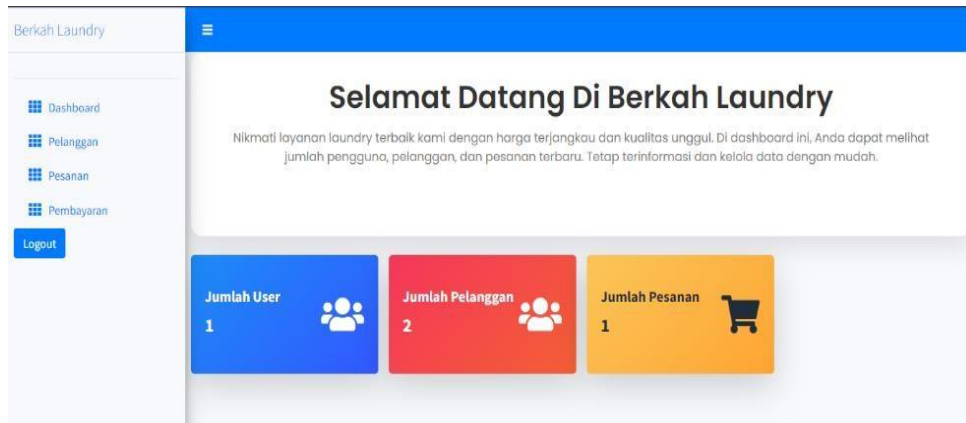 Berkah Laundry
Dashboard
Pelanggan
Pesanan
Pembayaran
Logout
Selamat Datang Di Berkah Laundry
Nikmati layanan laundry terbaik kami dengan harga terjangkau dan kualitas unggul. Di dashboard ini, Anda dapat melihat
jumlah pengguna, pelanggan, dan pesanan terbaru. Tetap terinformasi dan kelola data dengan mudah.
Jumlah User
1
Jumlah Pelanggan
2
Jumlah Pesanan
1